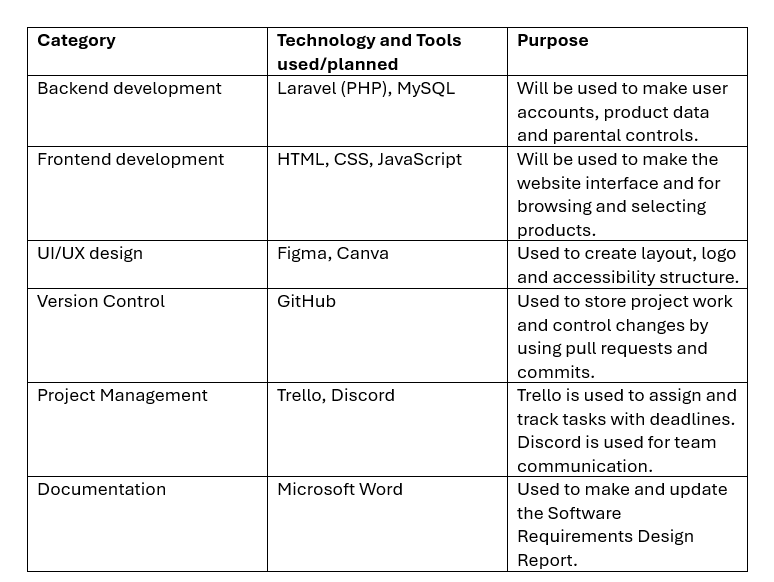 Category
Technology and Tools
used/planned
Purpose
Backend development
Laravel (PHP), MySQL
Will be used to make user
accounts, product data
and parental controls.
Frontend development
HTML, CSS, JavaScript
Will be used to make the
website interface and for
browsing and selecting
products.
UI/UX design
Figma, Canva
Used to create layout, logo
and accessibility structure.
Version Control
GitHub
Used to store project work
and control changes by
using pull requests and
commits.
Project Management
Trello, Discord
Trello is used to assign and
track tasks with deadlines.
Discord is used for team
communication.
Documentation
Microsoft Word
Used to make and update
the Software
Requirements Design
Report.